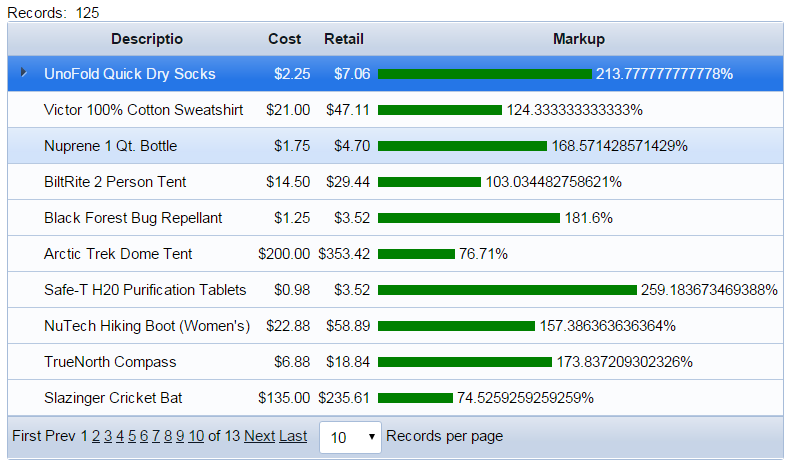 Records: 125
Descriptio Cost Retail Markup
UnoFold Quick Dry Socks $2.25 $7.06 213.777777777778%
Victor 100% Cotton Sweatshirt $21.00 $47.11 124.333333333333%
Nuprene 1 Qt. Bottle $1.75 $4.70 168.571428571429%
BiltRite 2 Person Tent $14.50 $29.44 103.034482758621%
Black Forest Bug Repellant $1.25 $3.52 181.6%
Arctic Trek Dome Tent $200.00 $353.42 76.71%
Safe-T H20 Purification Tablets $0.98 $3.52 259.183673469388%
NuTech Hiking Boot (Women's) $22.88 $58.89 157.386363636364%
TrueNorth Compass $6.88 $18.84 173.837209302326%
Slazinger Cricket Bat $135.00 $235.61 74.5259259259259%
First Prev 1 2 3 4 5 6 7 8 9 10 of 13 Next Last 10 Records per page